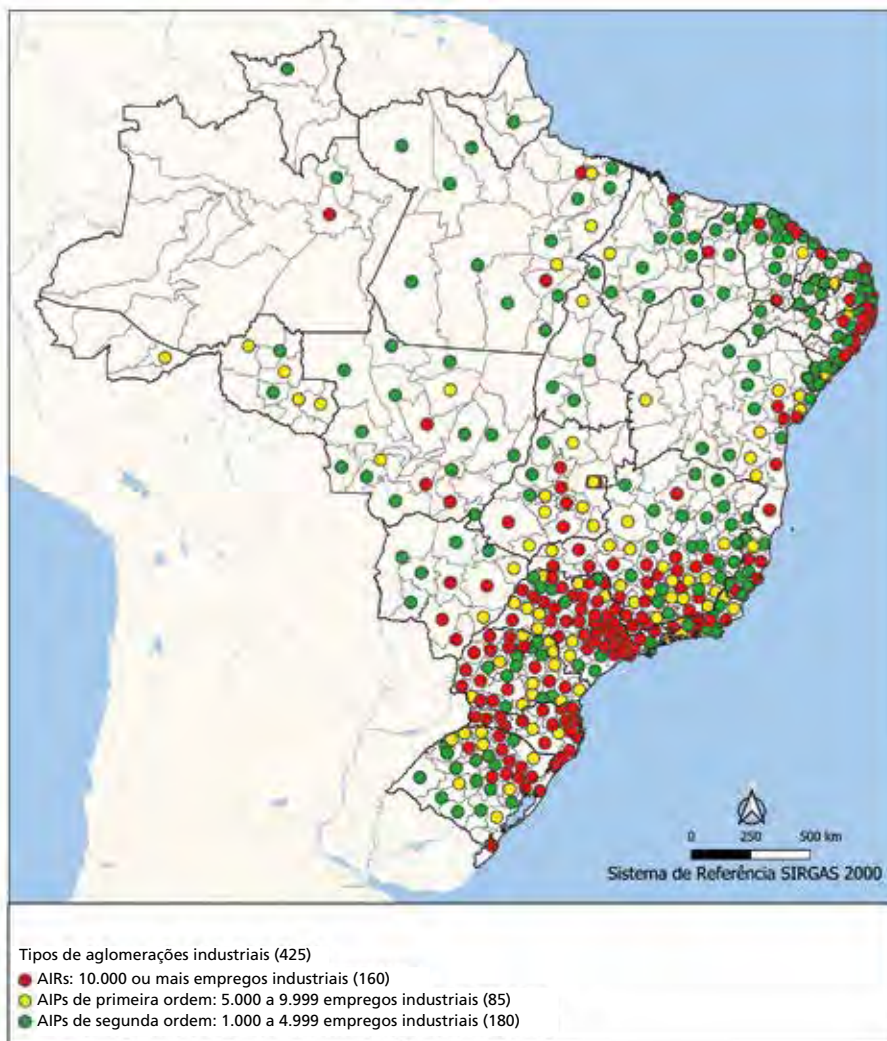 0 250 500 km
Sistema de Referência SIRGAS 2000
Tipos de aglomerações industriais (425)
AIRs: 10.000 ou mais empregos industriais (160)
AIPs de primeira ordem: 5.000 a 9.999 empregos industriais (85)
AIPs de segunda ordem: 1.000 a 4.999 empregos industriais (180)